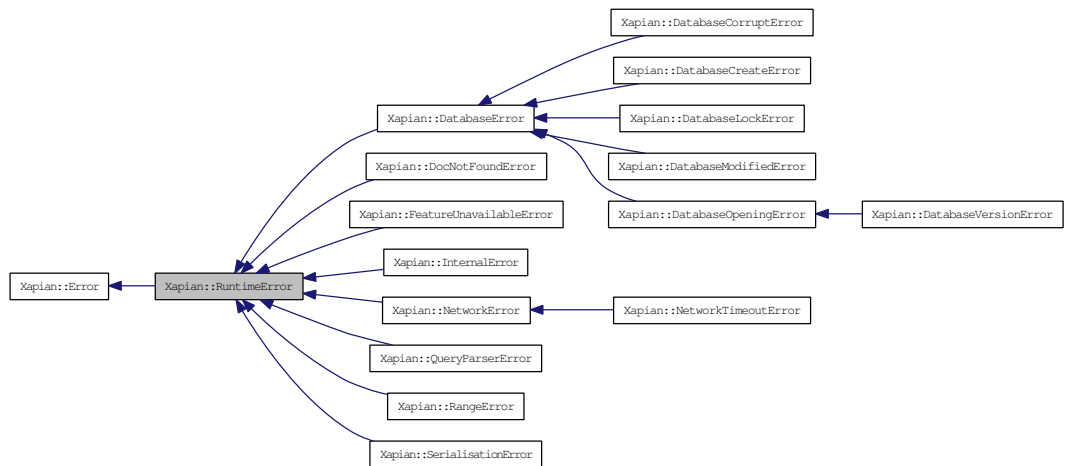 Xapian::DatabaseCorruptError
Xapian::DatabaseCreateError
Xapian::DatabaseError
Xapian::DatabaseLockError
Xapian::DocNotFoundError
Xapian::DatabaseModifiedError
Xapian::FeatureUnavailableError
Xapian::DatabaseOpeningError
Xapian::DatabaseVersionError
Xapian::InternalError
Xapian::Error
Xapian::RuntimeError
Xapian::NetworkError
Xapian::NetworkTimeoutError
Xapian::QueryParserError
Xapian::RangeError
Xapian::SerialisationError